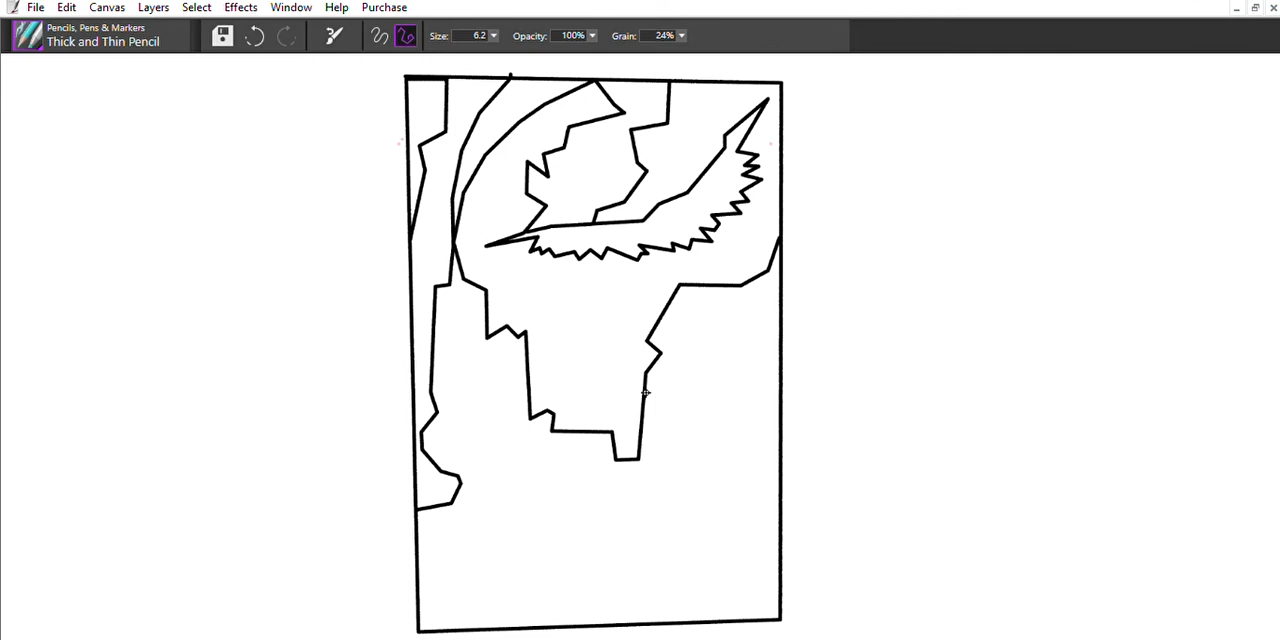 File Edit Canvas Layers Select Effects Window Help Purchase
Pencils, Pens & Markers
Thick and Thin Pencil
Size: 6.2 Opacity: 100% Grain: 24%